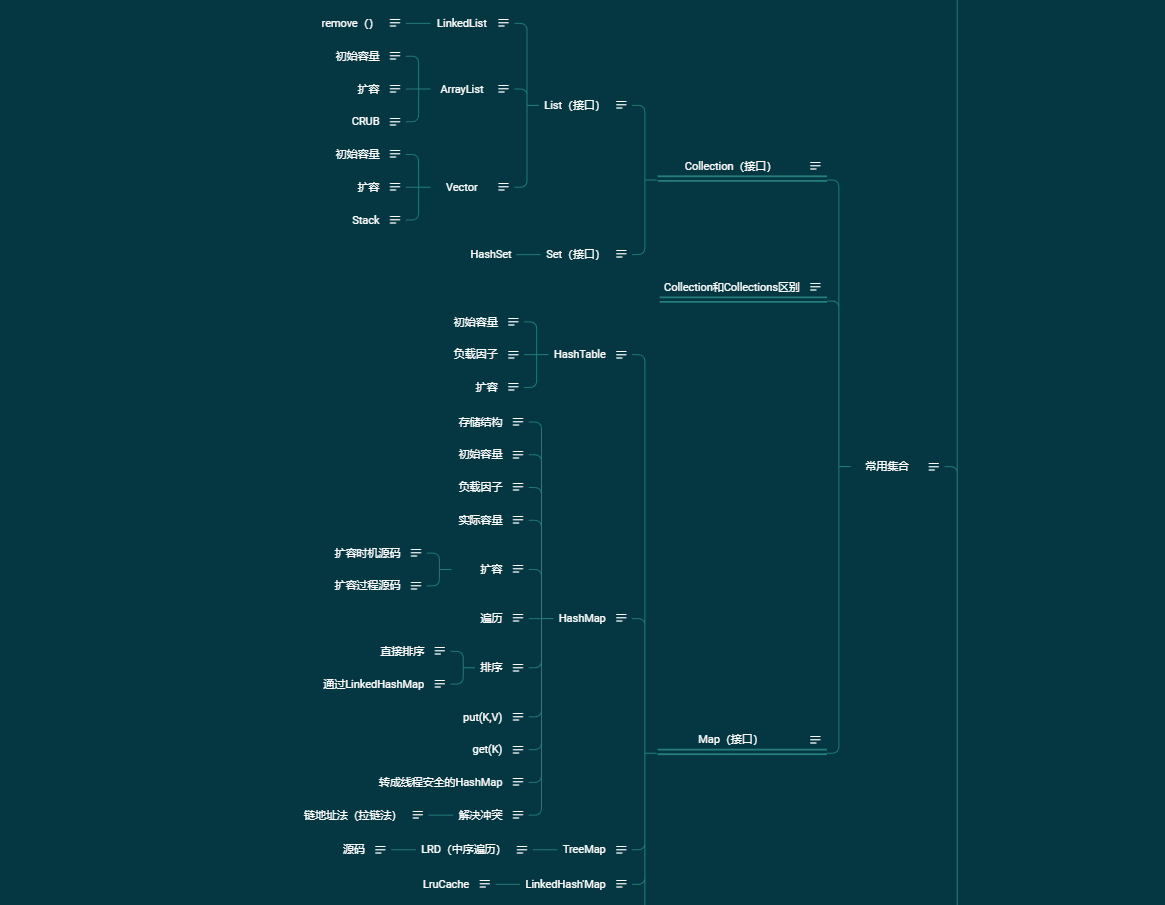 remove（）
LinkedList
初始容量
扩容
ArrayList
CRUB
List（接口）
初始容量
扩容
Vector
Stack
Collection（接口）
HashSet
Set（接口）
Collection和Collections区别
初始容量
负载因子
HashTable
扩容
存储结构
初始容量
负载因子
实际容量
扩容时机源码
扩容过程源码
扩容
遍历
HashMap
直接排序
通过LinkedHashMap
排序
put(K,V)
get(K)
转成线程安全的HashMap
链地址法（拉链法）
解决冲突
Map（接口）
常用集合
源码
LRD（中序遍历）
TreeMap
LruCache
LinkedHash'Map